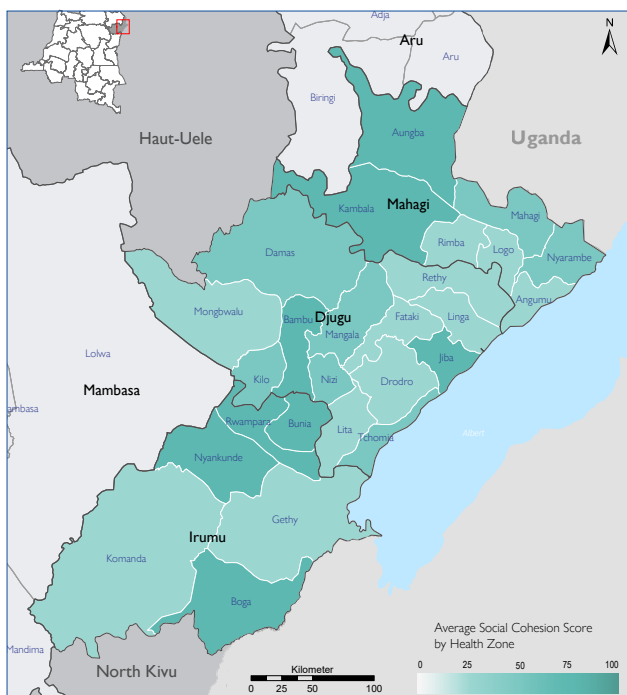 Adja
Aru
N
Aru
Biringi
Haut-Uele
Aungba
Uganda
Kambala
Mahagi
Mahagi
Rimba
Logo
Damas
Nyarambe
Rethy
Angumu
Mongbwalu
Bambu
Djugu
Fataki
Linga
Mangala
Lolwa
Jiba
Mambasa
Kilo
Nizi
Drodro
ambasa
Rwampara
Bunia
Lita
Tchomia
Albert
Nyankunde
Gethy
Irumu
Komanda
Boga
Average Social Cohesion Score
by Health Zone
Mandima
North Kivu
Kilometer
0 25 50 100
0 25 50 75 100